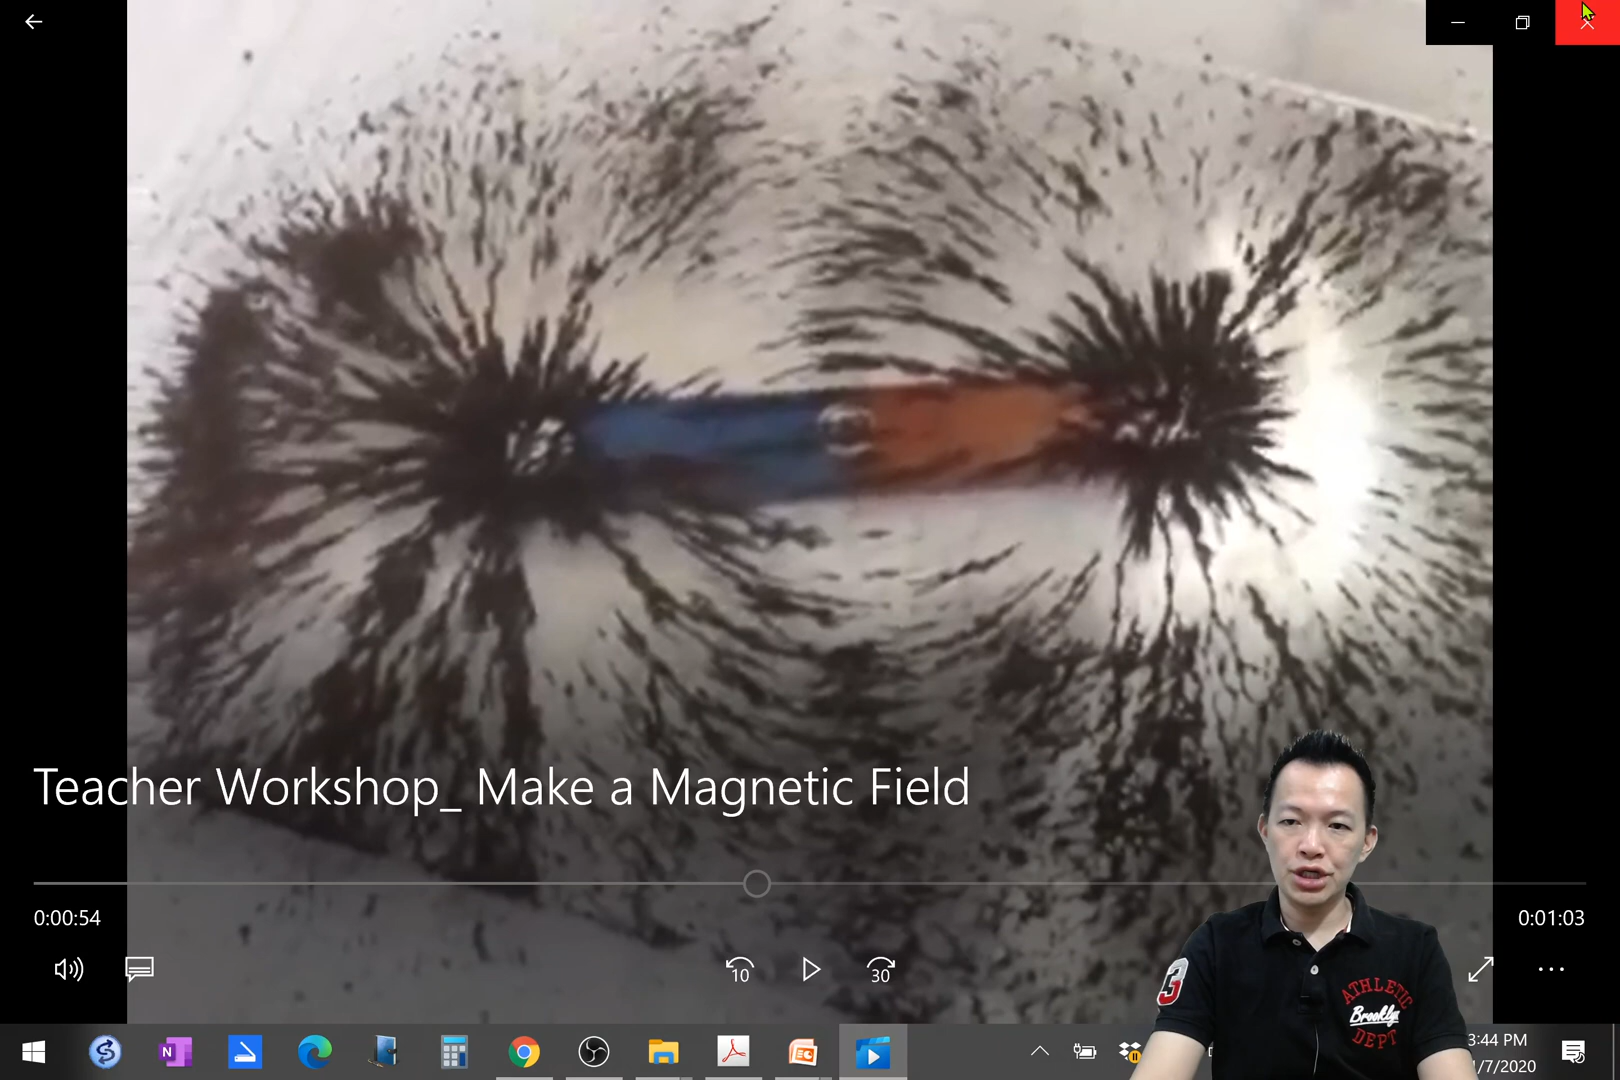 Teacher Workshop_ Make a Magnetic Field
0:00:54
0:01:03
10
30
3
ATHLETIC
Brooklyn
DEPT
N
3:44 PM
/7/2020